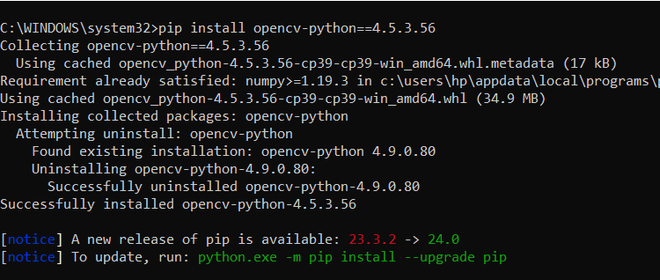 C:\WINDOWS\system32>pip install opencv-python==4.5.3.56
Collecting opencv-python==4.5.3.56
  Using cached opencv_python-4.5.3.56-cp39-cp39-win_amd64.whl.metadata (17 kB)
Requirement already satisfied: numpy>=1.19.3 in c:\users\hp\appdata\local\programs\
Using cached opencv_python-4.5.3.56-cp39-cp39-win_amd64.whl (34.9 MB)
Installing collected packages: opencv-python
  Attempting uninstall: opencv-python
    Found existing installation: opencv-python 4.9.0.80
    Uninstalling opencv-python-4.9.0.80:
      Successfully uninstalled opencv-python-4.9.0.80
Successfully installed opencv-python-4.5.3.56
[notice] A new release of pip is available: 23.3.2 -> 24.0
[notice] To update, run: python.exe -m pip install --upgrade pip